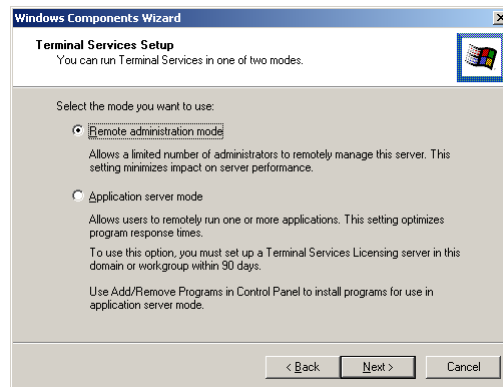 Windows Components Wizard
Terminal Services Setup
You can run Terminal Services in one of two modes.
Select the mode you want to use:
Remote administration mode
Allows a limited number of administrators to remotely manage this server. This
setting minimizes impact on server performance.
Application server mode
Allows users to remotely run one or more applications. This setting optimizes
program response times.
To use this option, you must set up a Terminal Services Licensing server in this
domain or workgroup within 90 days.
Use Add/Remove Programs in Control Panel to install programs for use in
application server mode.
< Back Next > Cancel